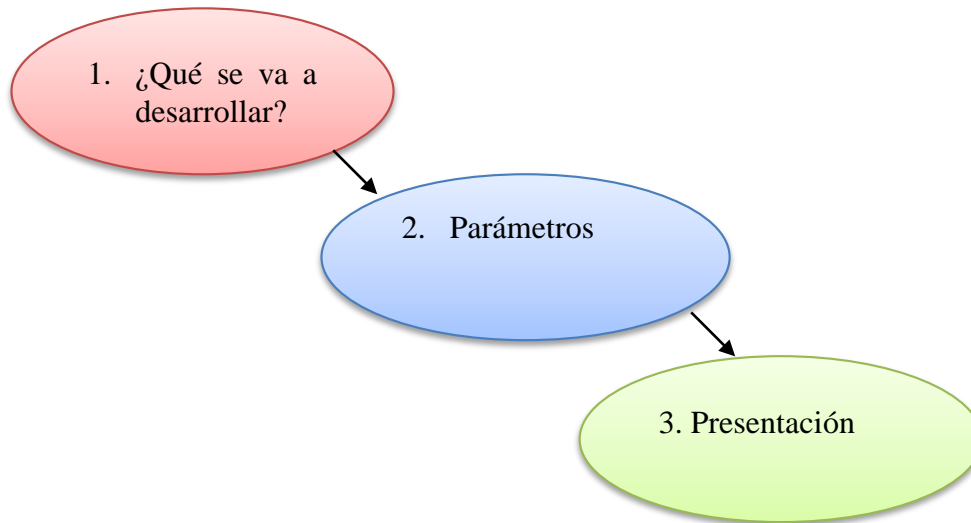 1. ¿Qué se va a
desarrollar?
2. Parámetros
3. Presentación